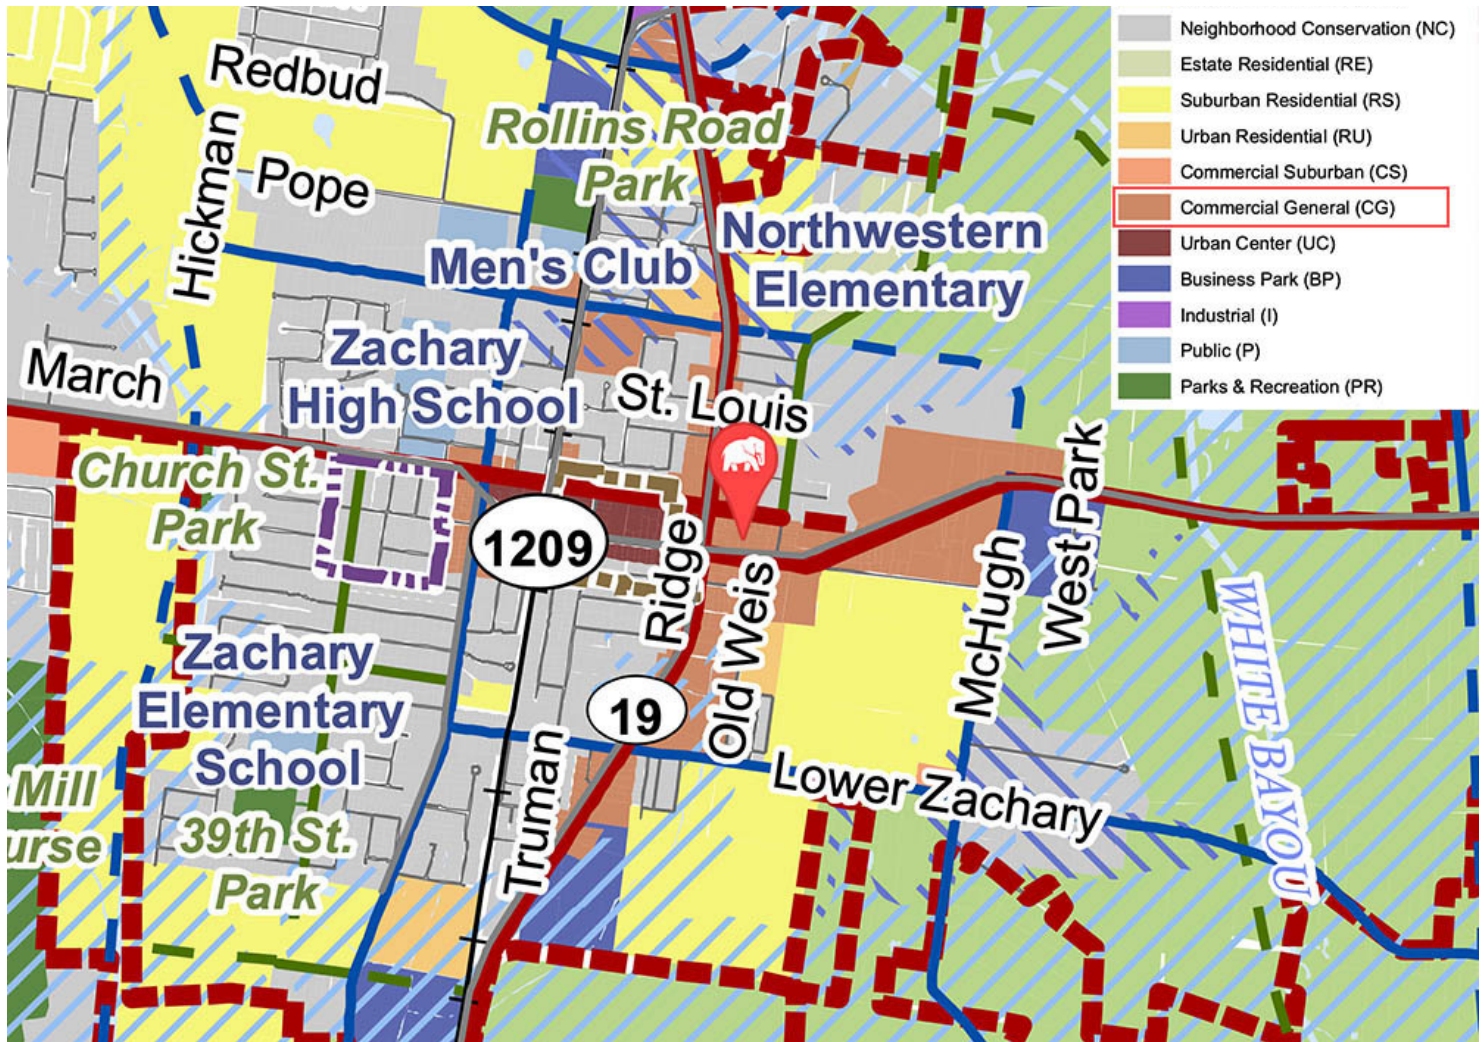 Neighborhood Conservation (NC)
Estate Residential (RE)
Suburban Residential (RS)
Urban Residential (RU)
Commercial Suburban (CS)
Commercial General (CG)
Urban Center (UC)
Business Park (BP)
Industrial (I)
Public (P)
Parks & Recreation (PR)
Redbud
Hickman
Pope
Rollins Road
Park
Men's Club
Northwestern
Elementary
Zachary
High School
March
St. Louis
Church St.
Park
1209
Ridge
Old Weis
McHugh
West Park
WHITE BAYOU
Zachary
Elementary
School
19
Truman
Lower Zachary
Mill
urse
39th St.
Park